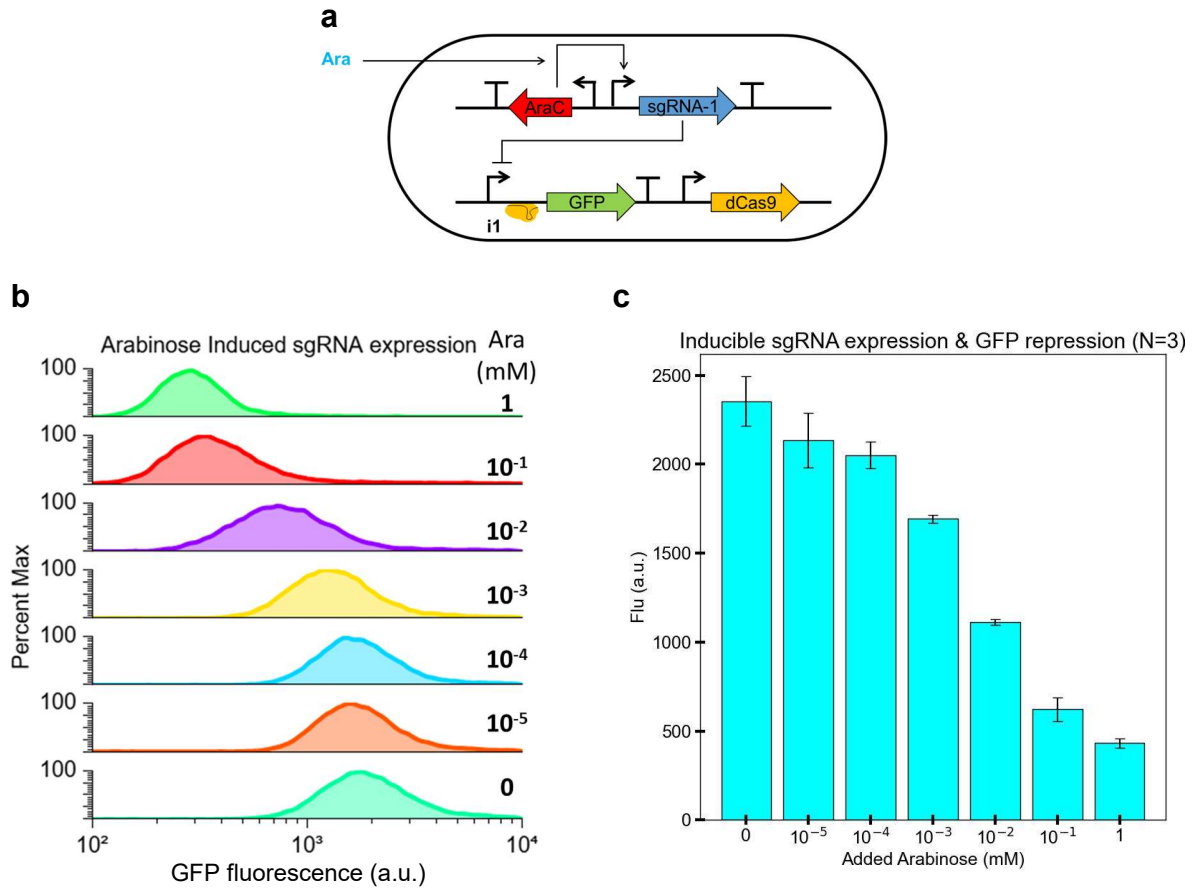 a
Ara
AraC
sgRNA-1
GFP
dCas9
i1
b
Arabinose Induced sgRNA expression
Ara
(mM)
100
1
100
10⁻¹
100
10⁻²
100
10⁻³
100
10⁻⁴
100
10⁻⁵
100
0
Percent Max
10² 10³ 10⁴
GFP fluorescence (a.u.)
c
Inducible sgRNA expression & GFP repression (N=3)
2500
2000
1500
1000
500
0
Flu (a.u.)
0 10⁻⁵ 10⁻⁴ 10⁻³ 10⁻² 10⁻¹ 1
Added Arabinose (mM)